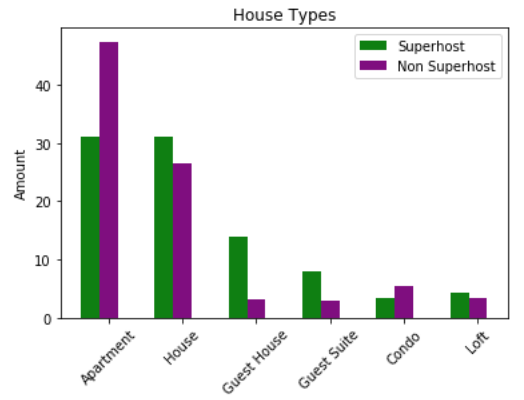 House Types
Superhost
Non Superhost
Amount
40
30
20
10
0
Apartment
House
Guest House
Guest Suite
Condo
Loft